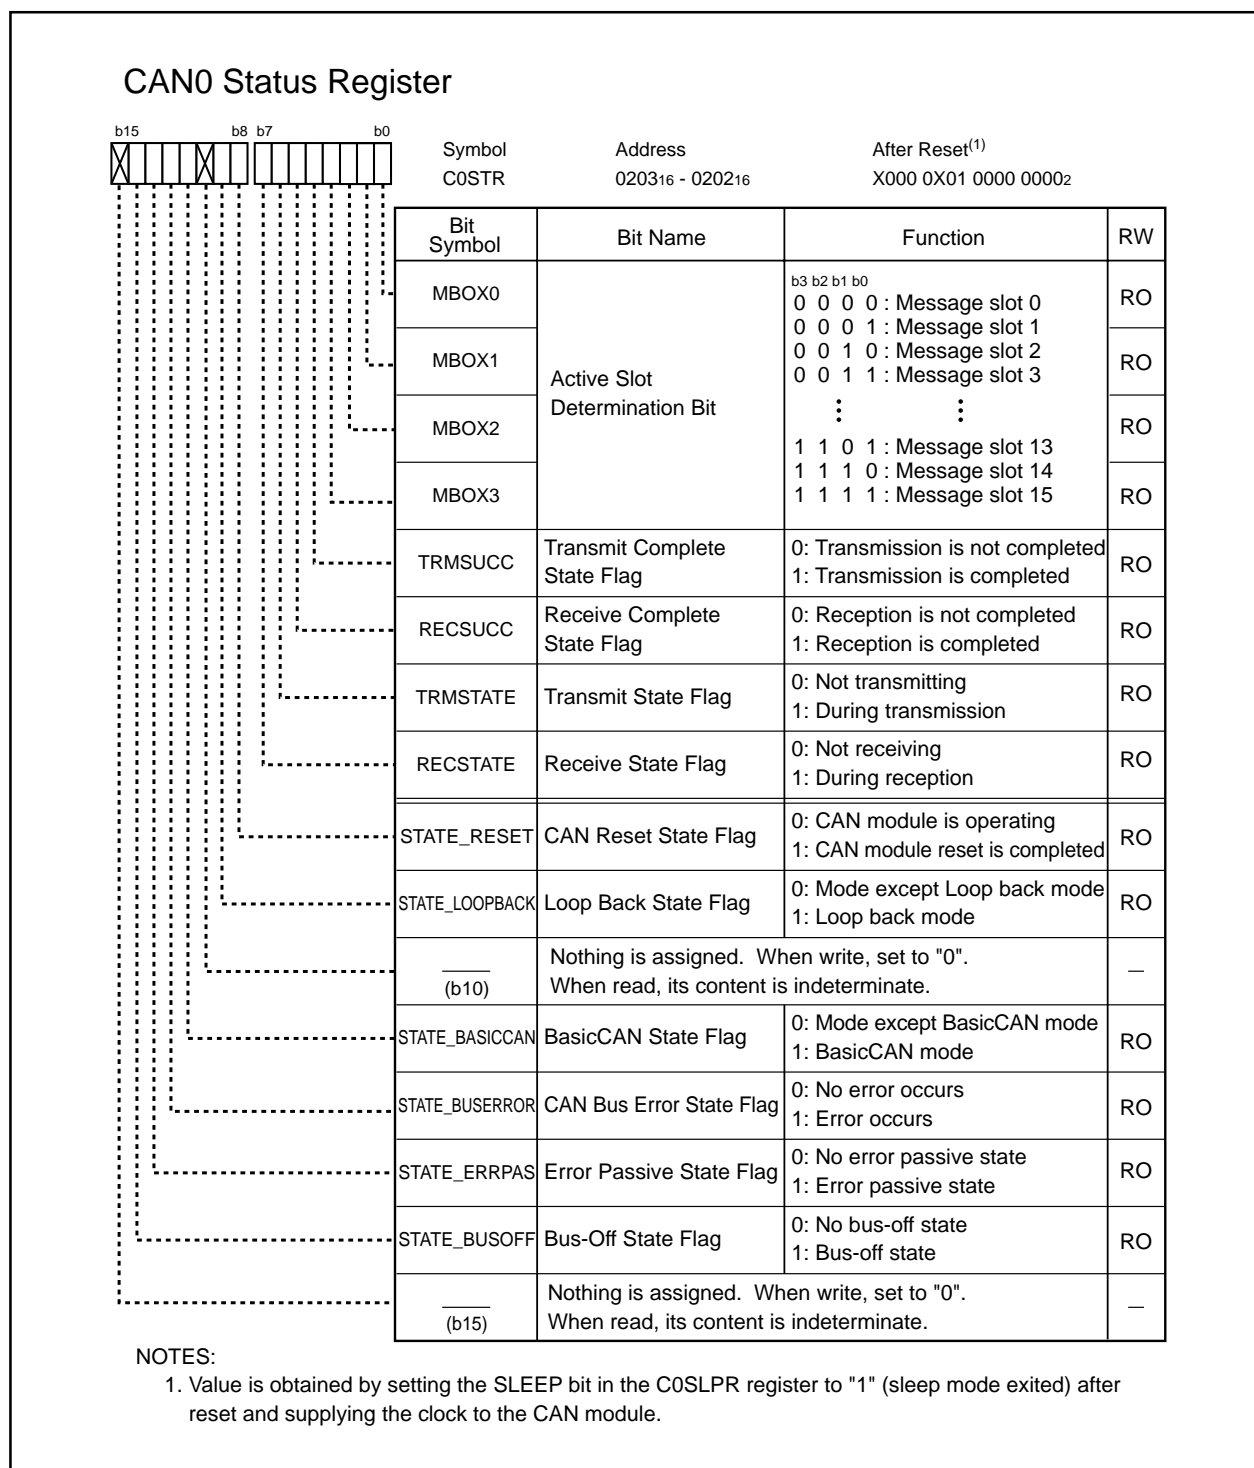 CAN0 Status Register
b15 b8 b7 b0
Symbol Address After Reset(1)
C0STR 020316 - 020216 X000 0X01 0000 00002
Bit Symbol Bit Name Function RW
MBOX0
MBOX1
MBOX2
MBOX3
Active Slot
Determination Bit
b3 b2 b1 b0
0 0 0 0 : Message slot 0
0 0 0 1 : Message slot 1
0 0 1 0 : Message slot 2
0 0 1 1 : Message slot 3
⋮ ⋮
1 1 0 1 : Message slot 13
1 1 1 0 : Message slot 14
1 1 1 1 : Message slot 15
RO
RO
RO
RO
TRMSUCC
Transmit Complete
State Flag
0: Transmission is not completed
1: Transmission is completed
RO
RECSUCC
Receive Complete
State Flag
0: Reception is not completed
1: Reception is completed
RO
TRMSTATE
Transmit State Flag
0: Not transmitting
1: During transmission
RO
RECSTATE
Receive State Flag
0: Not receiving
1: During reception
RO
STATE_RESET
CAN Reset State Flag
0: CAN module is operating
1: CAN module reset is completed
RO
STATE_LOOPBACK
Loop Back State Flag
0: Mode except Loop back mode
1: Loop back mode
RO
(b10)
Nothing is assigned. When write, set to "0".
When read, its content is indeterminate.
—
STATE_BASICCAN
BasicCAN State Flag
0: Mode except BasicCAN mode
1: BasicCAN mode
RO
STATE_BUSERROR
CAN Bus Error State Flag
0: No error occurs
1: Error occurs
RO
STATE_ERRPAS
Error Passive State Flag
0: No error passive state
1: Error passive state
RO
STATE_BUSOFF
Bus-Off State Flag
0: No bus-off state
1: Bus-off state
RO
(b15)
Nothing is assigned. When write, set to "0".
When read, its content is indeterminate.
—
NOTES:
1. Value is obtained by setting the SLEEP bit in the C0SLPR register to "1" (sleep mode exited) after
reset and supplying the clock to the CAN module.